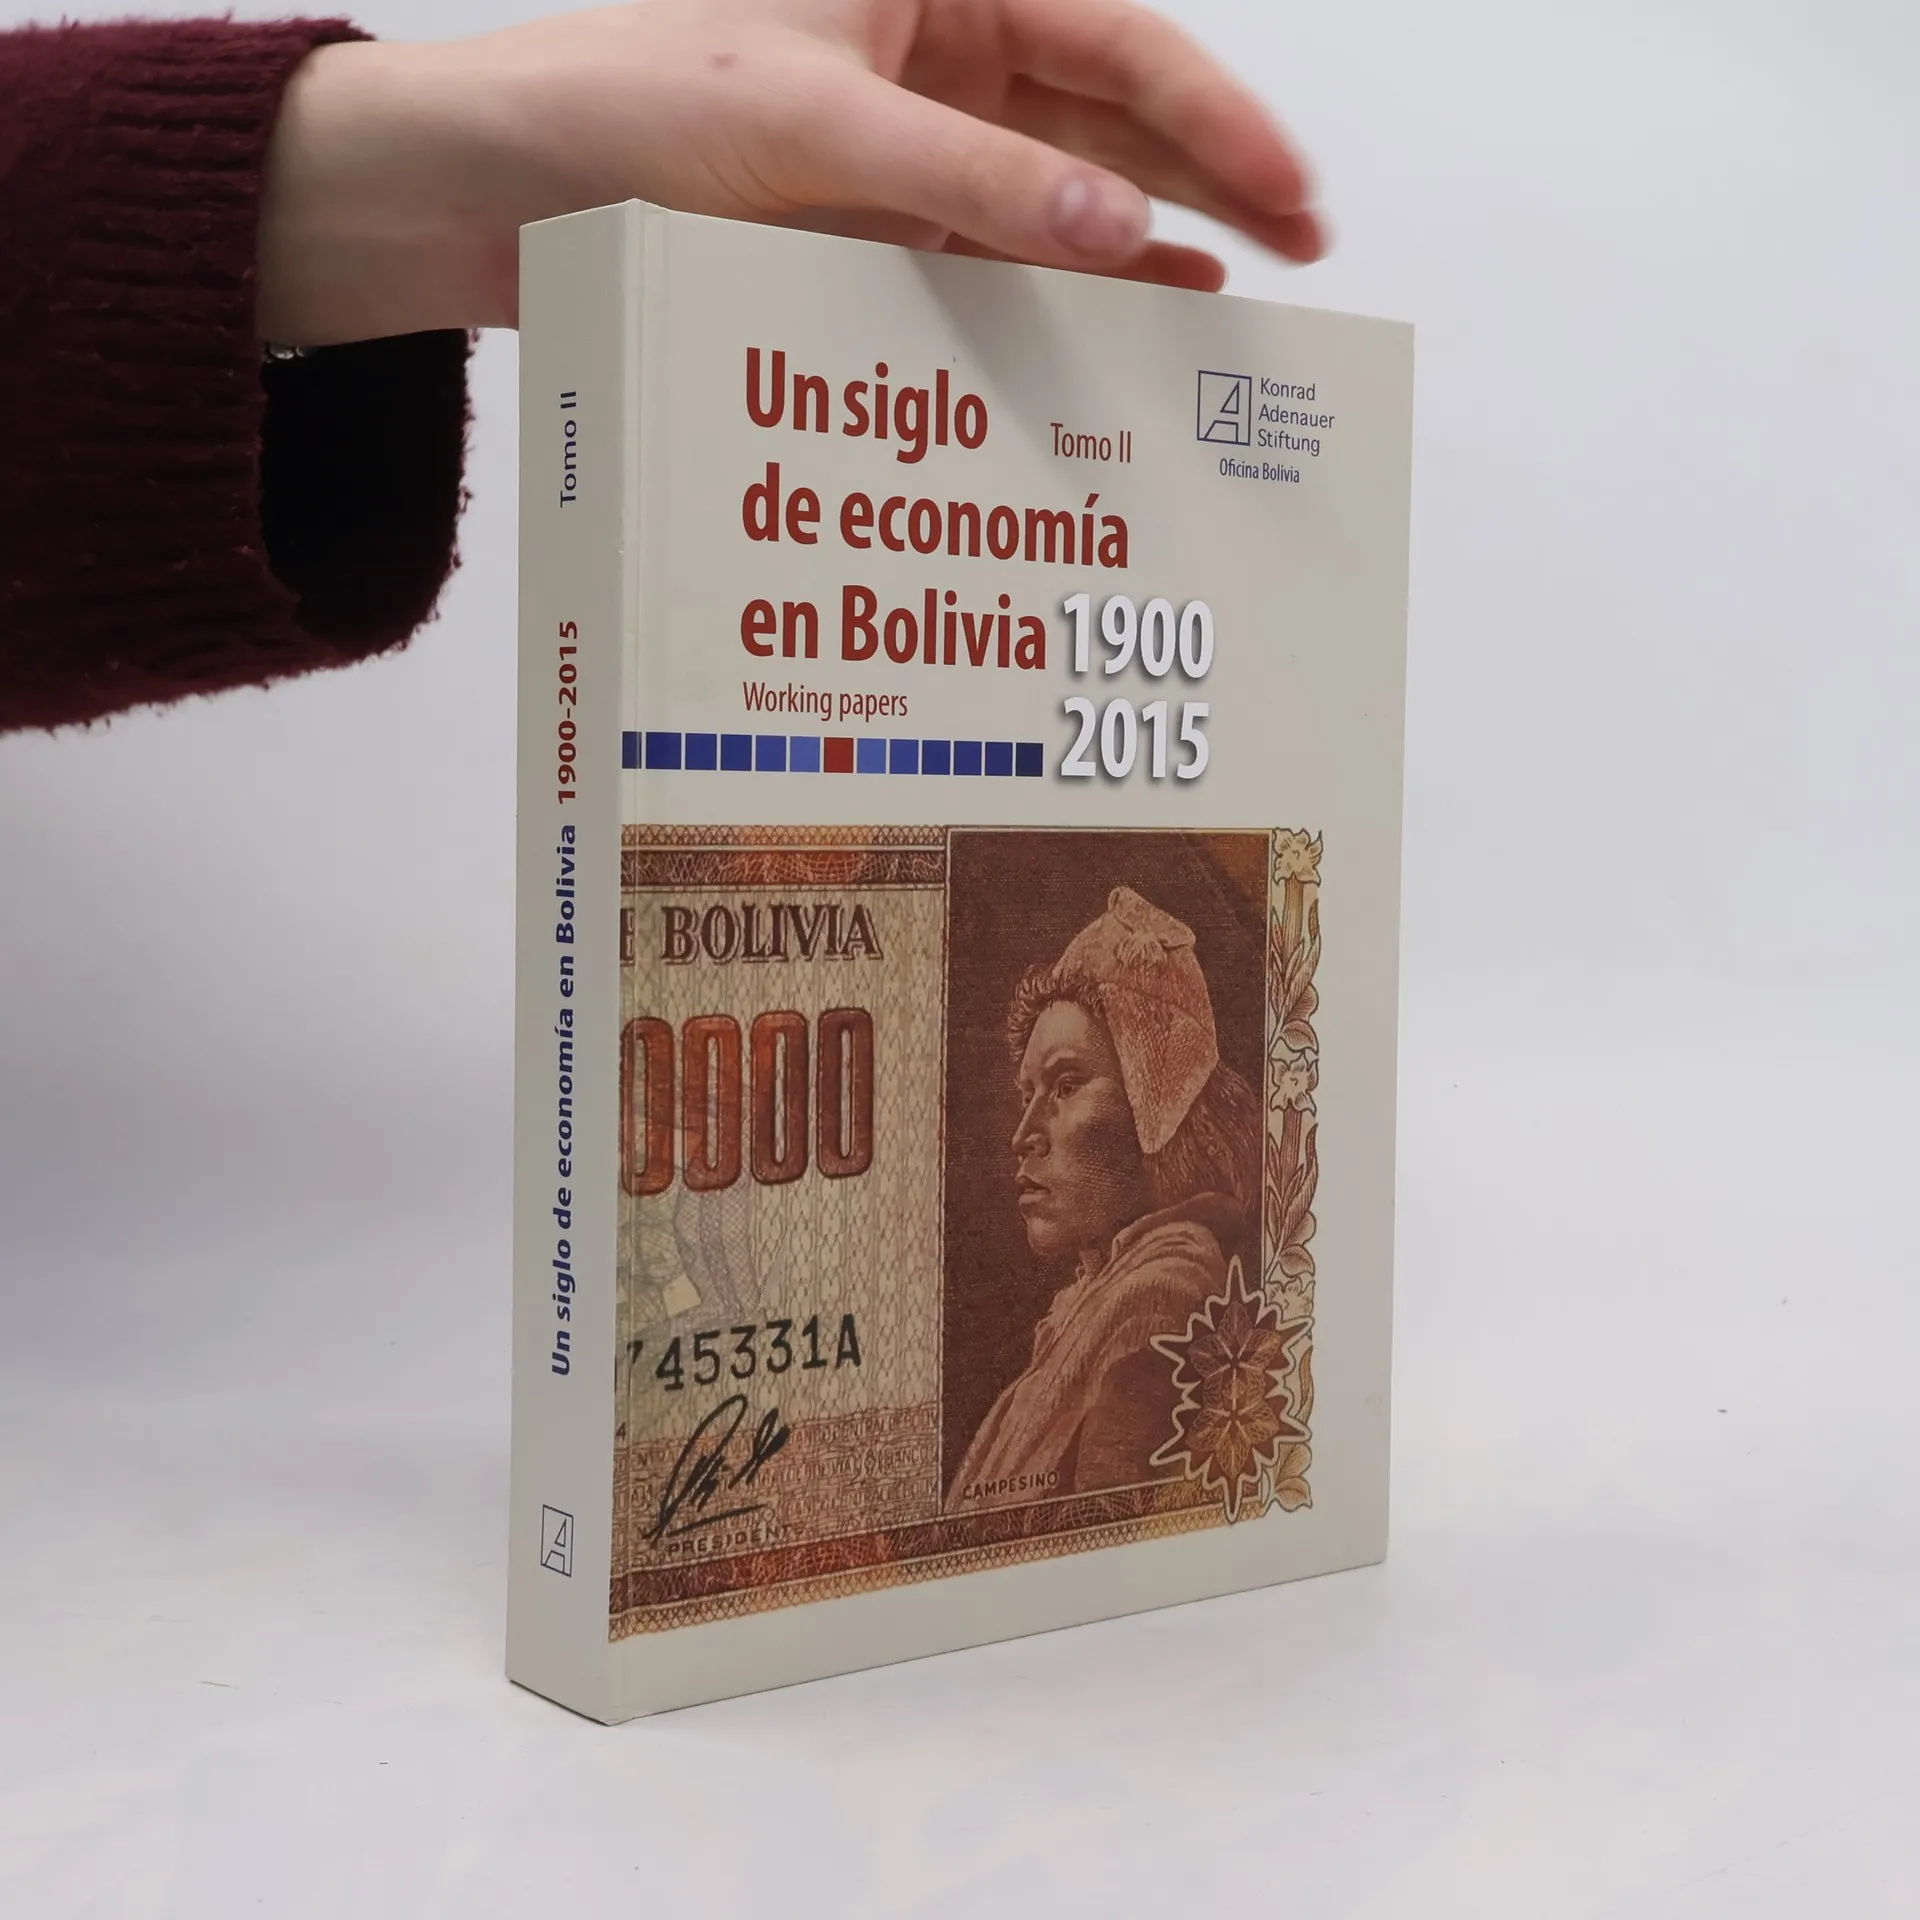 Tomo II
Un siglo de economía en Bolivia 1900-2015
Un siglo
Tomo II
de economía
en Bolivia 1900
Working papers
2015
Konrad
Adenauer
Stiftung
Oficina Bolivia
BOLIVIA
0000
45331A
PRESIDENTE
CAMPESINO